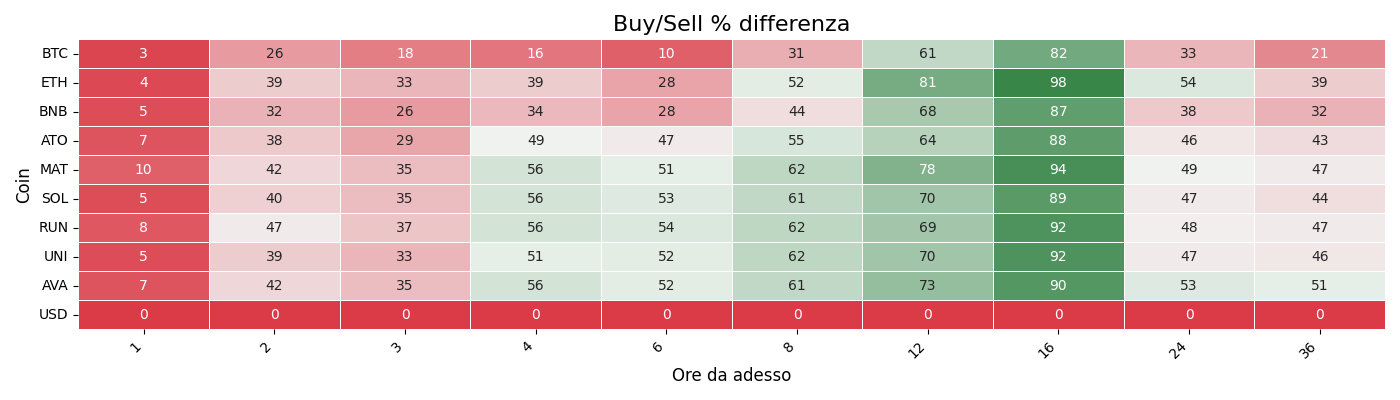 Buy/Sell % differenza
Coin
BTC 3 26 18 16 10 31 61 82 33 21
ETH 4 39 33 39 28 52 81 98 54 39
BNB 5 32 26 34 28 44 68 87 38 32
ATO 7 38 29 49 47 55 64 88 46 43
MAT 10 42 35 56 51 62 78 94 49 47
SOL 5 40 35 56 53 61 70 89 47 44
RUN 8 47 37 56 54 62 69 92 48 47
UNI 5 39 33 51 52 62 70 92 47 46
AVA 7 42 35 56 52 61 73 90 53 51
USD 0 0 0 0 0 0 0 0 0 0
1 2 3 4 6 8 12 16 24 36
Ore da adesso